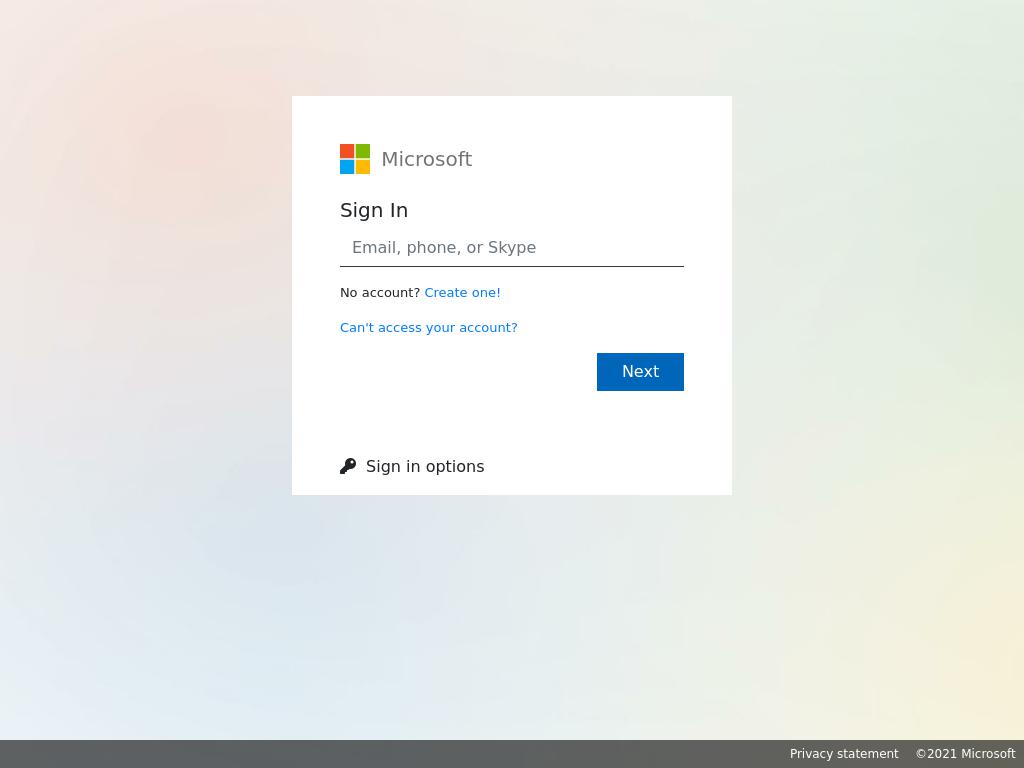 Microsoft
Sign In
Email, phone, or Skype
No account? Create one!
Can't access your account?
Next
Sign in options
Privacy statement ©2021 Microsoft